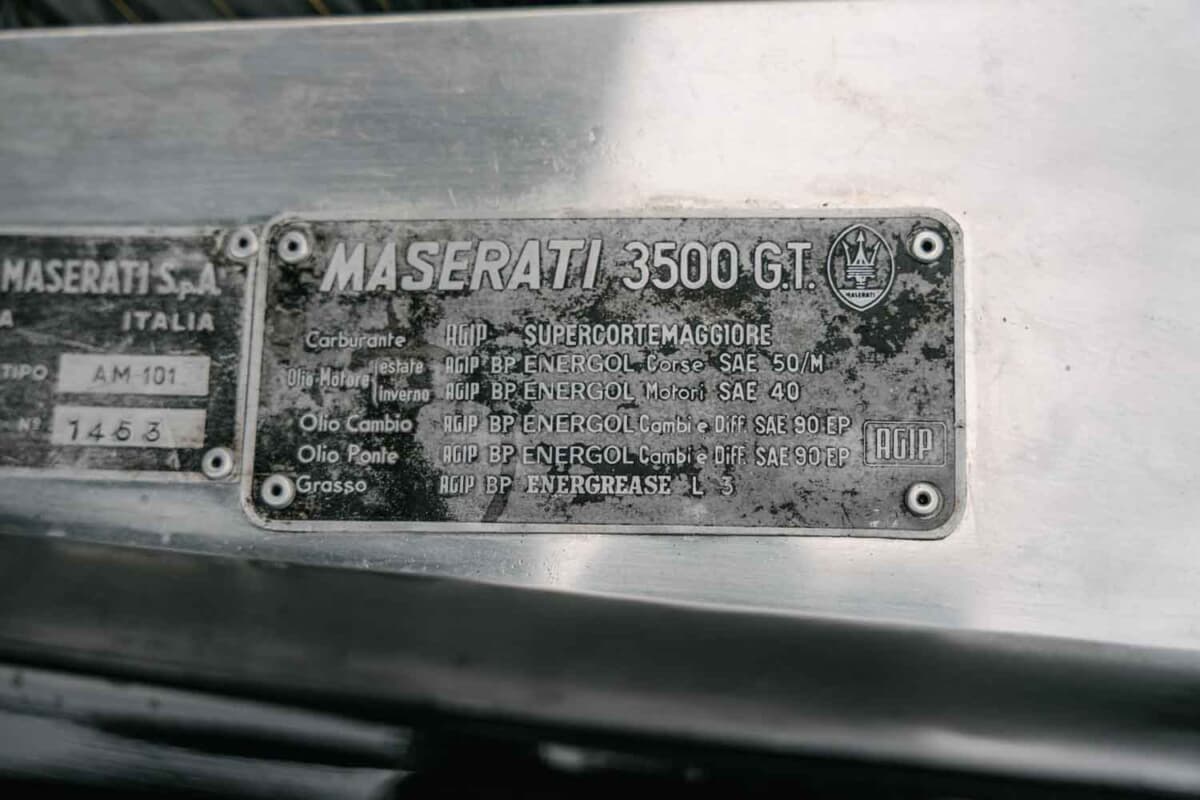 MASERATI S.p.A.
ITALIA
TIPO AM-101
Nº 1453
MASERATI 3500 G.T.
MASERATI
Carburante AGIP SUPERCORTEMAGGIORE
Olio Motore estate AGIP BP ENERGOL Corse SAE 50/M
inverno AGIP BP ENERGOL Motori SAE 40
Olio Cambio AGIP BP ENERGOL Cambi e Diff. SAE 90 EP
Olio Ponte AGIP BP ENERGOL Cambi e Diff. SAE 90 EP
AGIP
Grasso AGIP BP ENERGREASE L 3